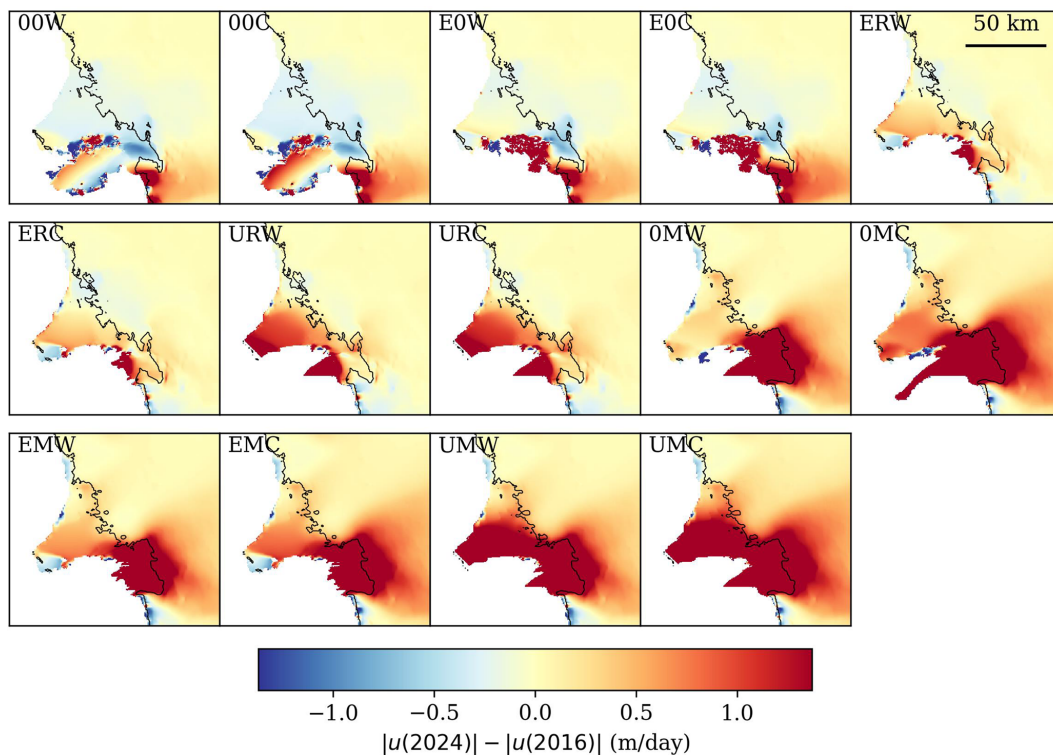 00W 00C E0W E0C ERW
50 km
ERC URW URC 0MW 0MC
EMW EMC UMW UMC
−1.0 −0.5 0.0 0.5 1.0
|u(2024)| − |u(2016)| (m/day)